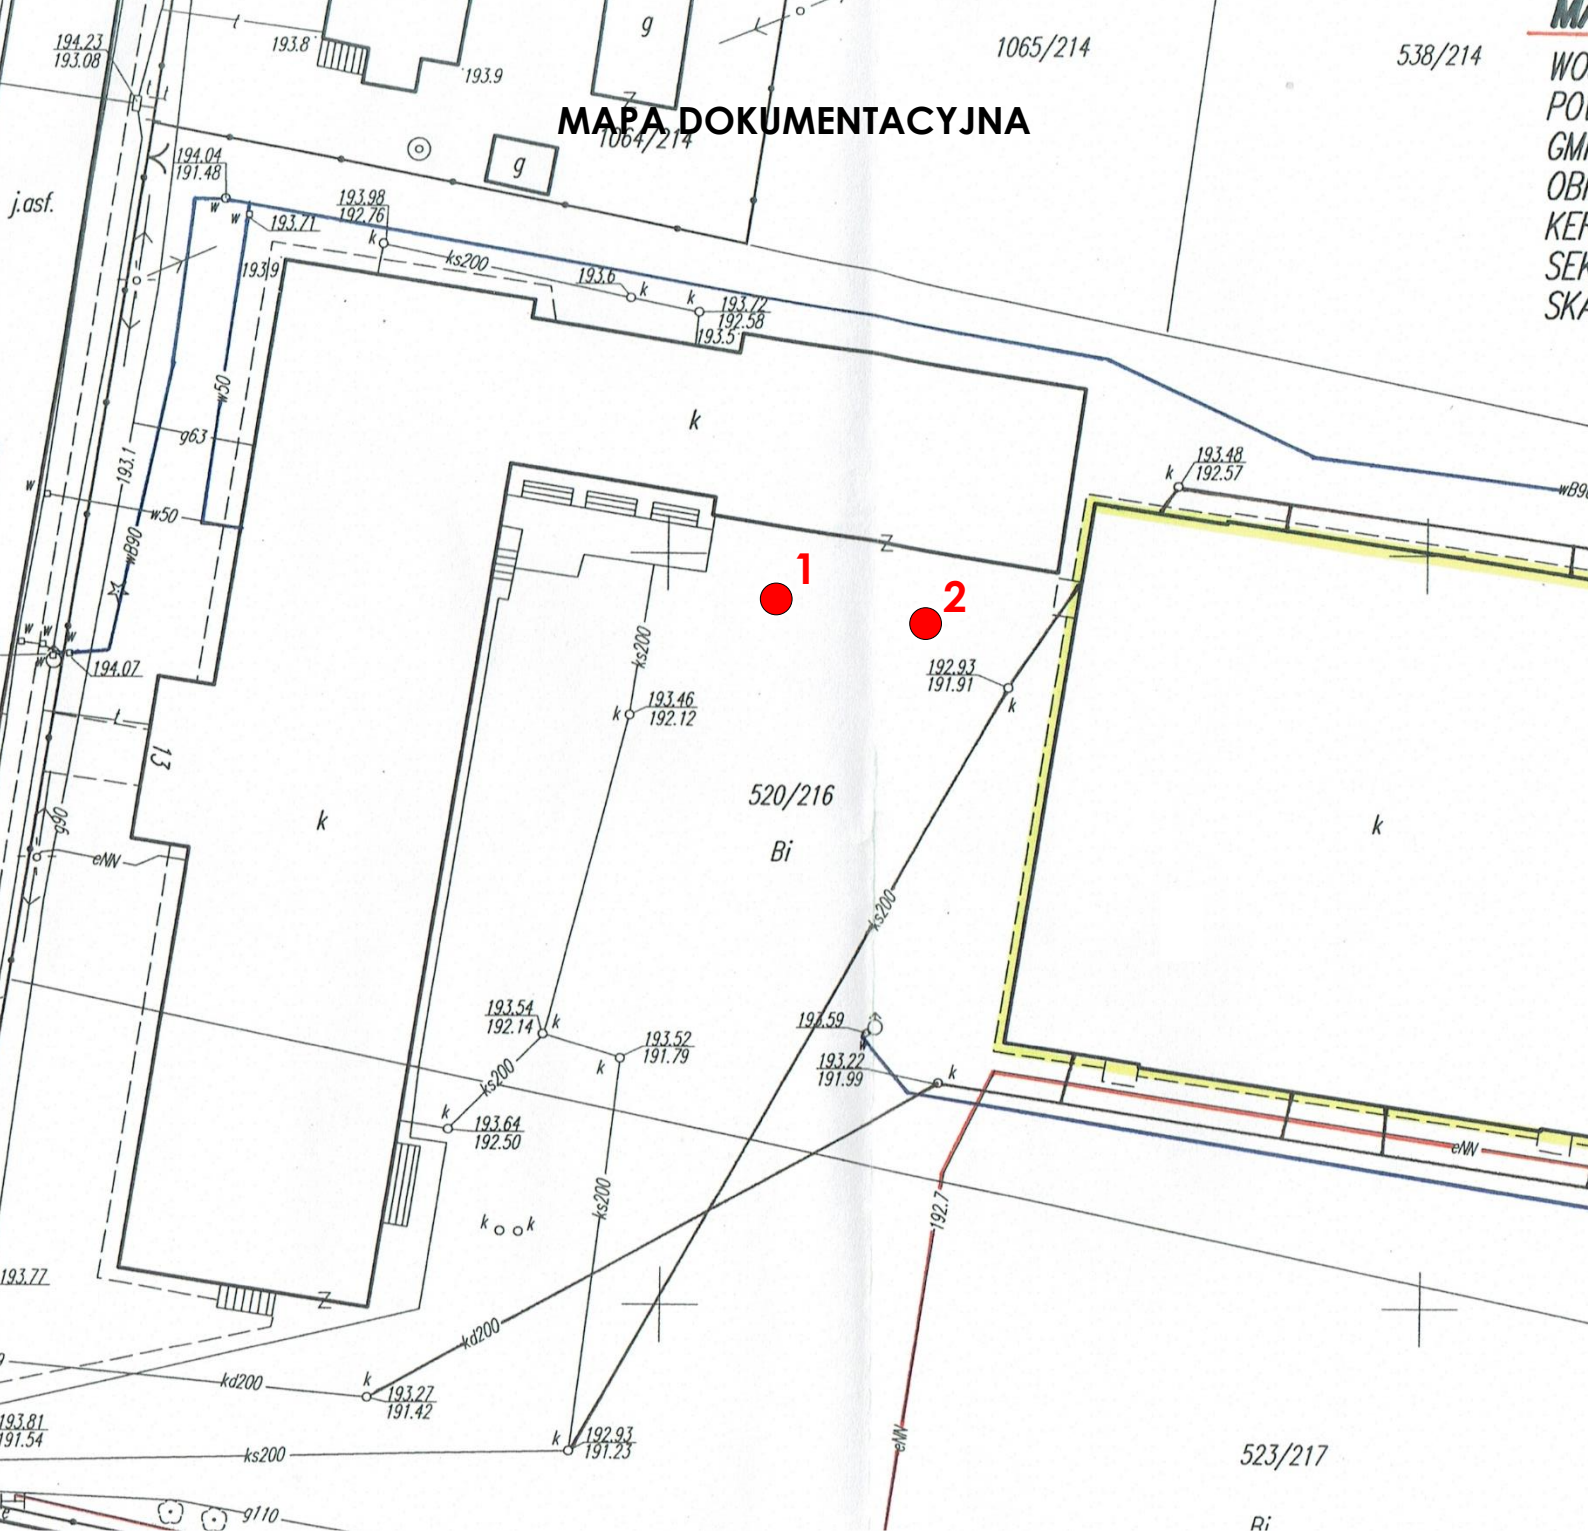 194.23
193.08
t
193.8
193.9
g
1065/214
538/214
MAPA DOKUMENTACYJNA
1064/214
g
194.04
191.48
j.asf.
w
w
193.71
193.98
192.76
k
193.9
ks200
193.6
k
k
193.72
192.58
193.5
w50
g63
193.1
k
k
193.48
192.57
wB90
w
w50
wB90
Z
1
2
w
w
w
w
194.07
ks200
192.93
191.91
k
k
193.46
192.12
t
13
520/216
Bi
k
k
eNN
ks200
193.54
192.14
k
193.59
w
193.52
191.79
k
193.22
191.99
k
ks200
k
193.64
192.50
eNN
ks200
192.7
k
k
193.77
Z
kd200
kd200
k
193.27
191.42
193.81
191.54
k
192.93
191.23
ks200
eNN
523/217
g110
e
Bi